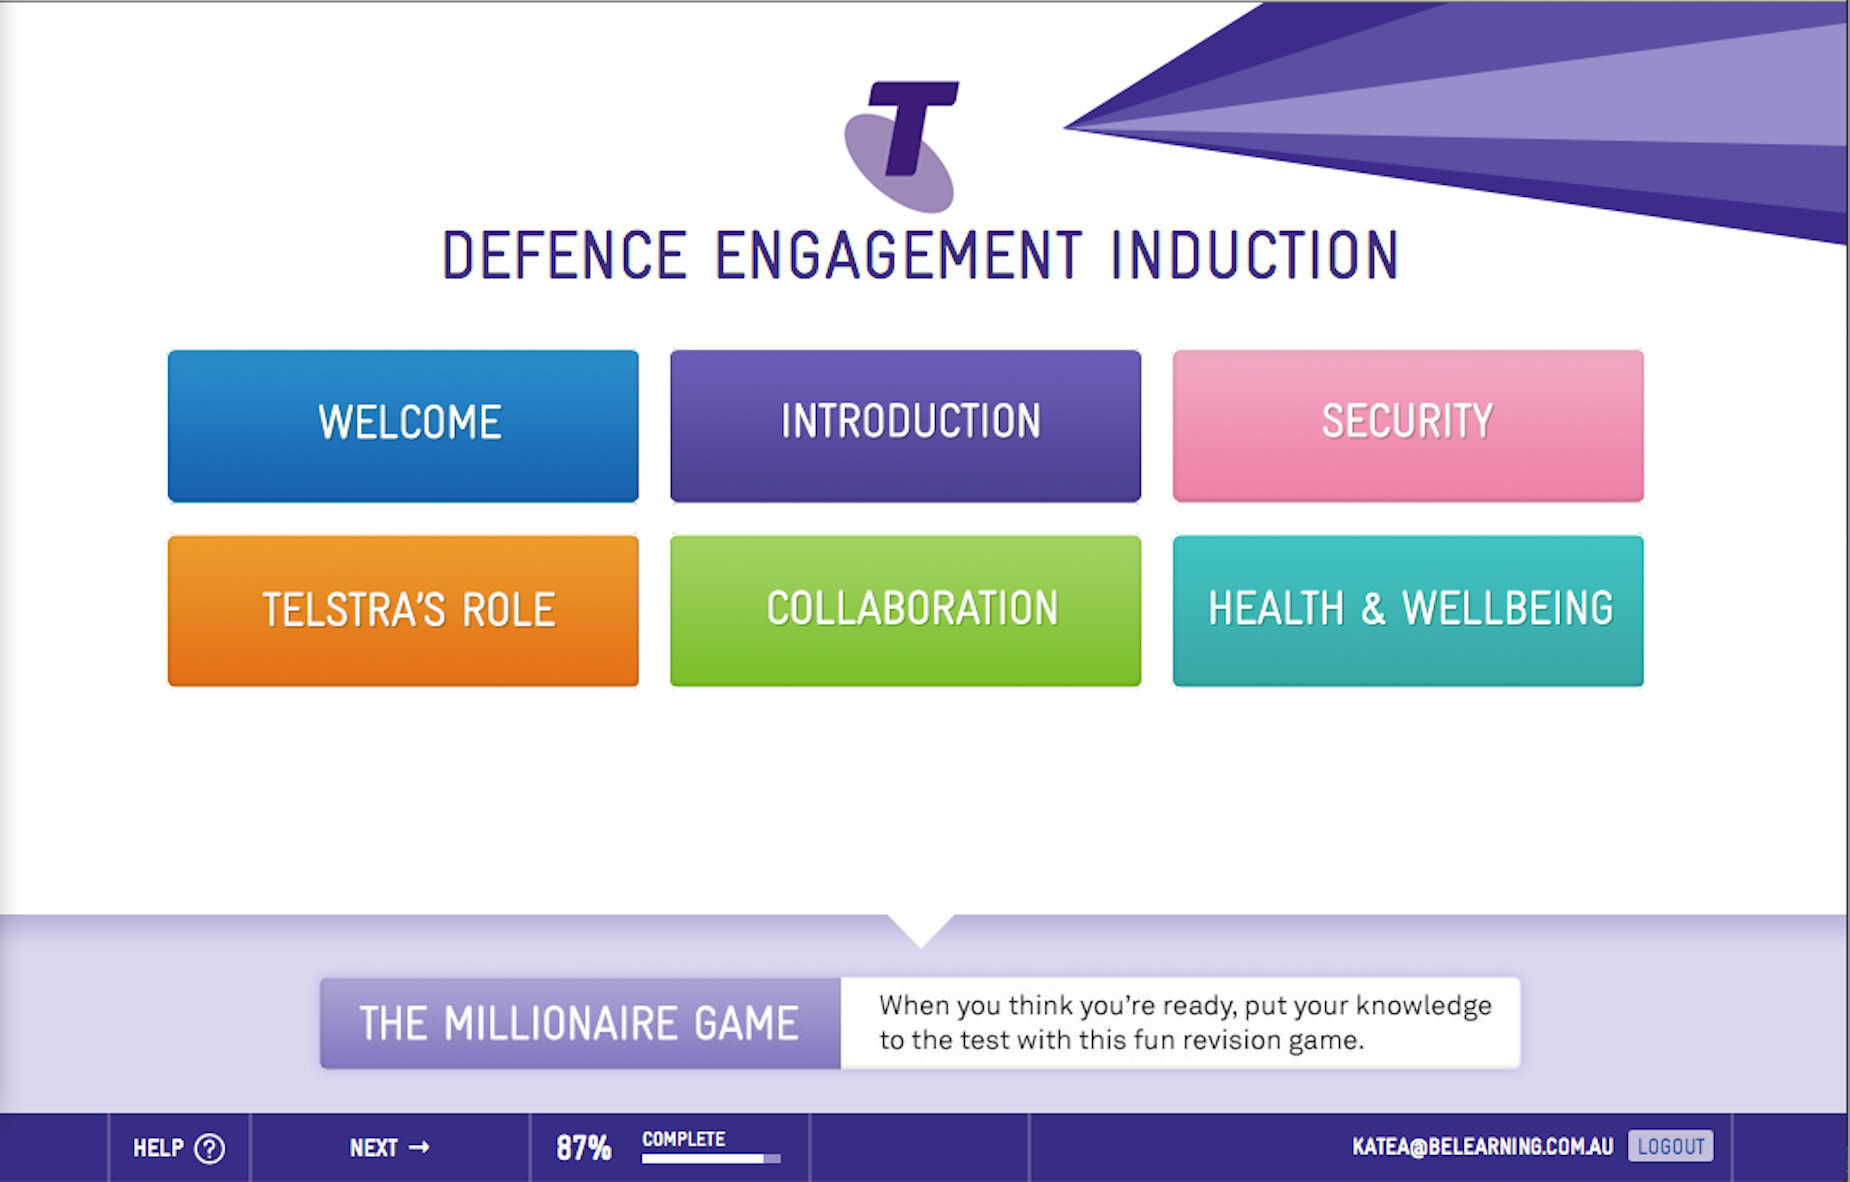 T
DEFENCE ENGAGEMENT INDUCTION
WELCOME
INTRODUCTION
SECURITY
TELSTRA'S ROLE
COLLABORATION
HEALTH & WELLBEING
THE MILLIONAIRE GAME
When you think you're ready, put your knowledge
to the test with this fun revision game.
HELP ?
NEXT →
87%
COMPLETE
KATEA@BELEARNING.COM.AU
LOGOUT